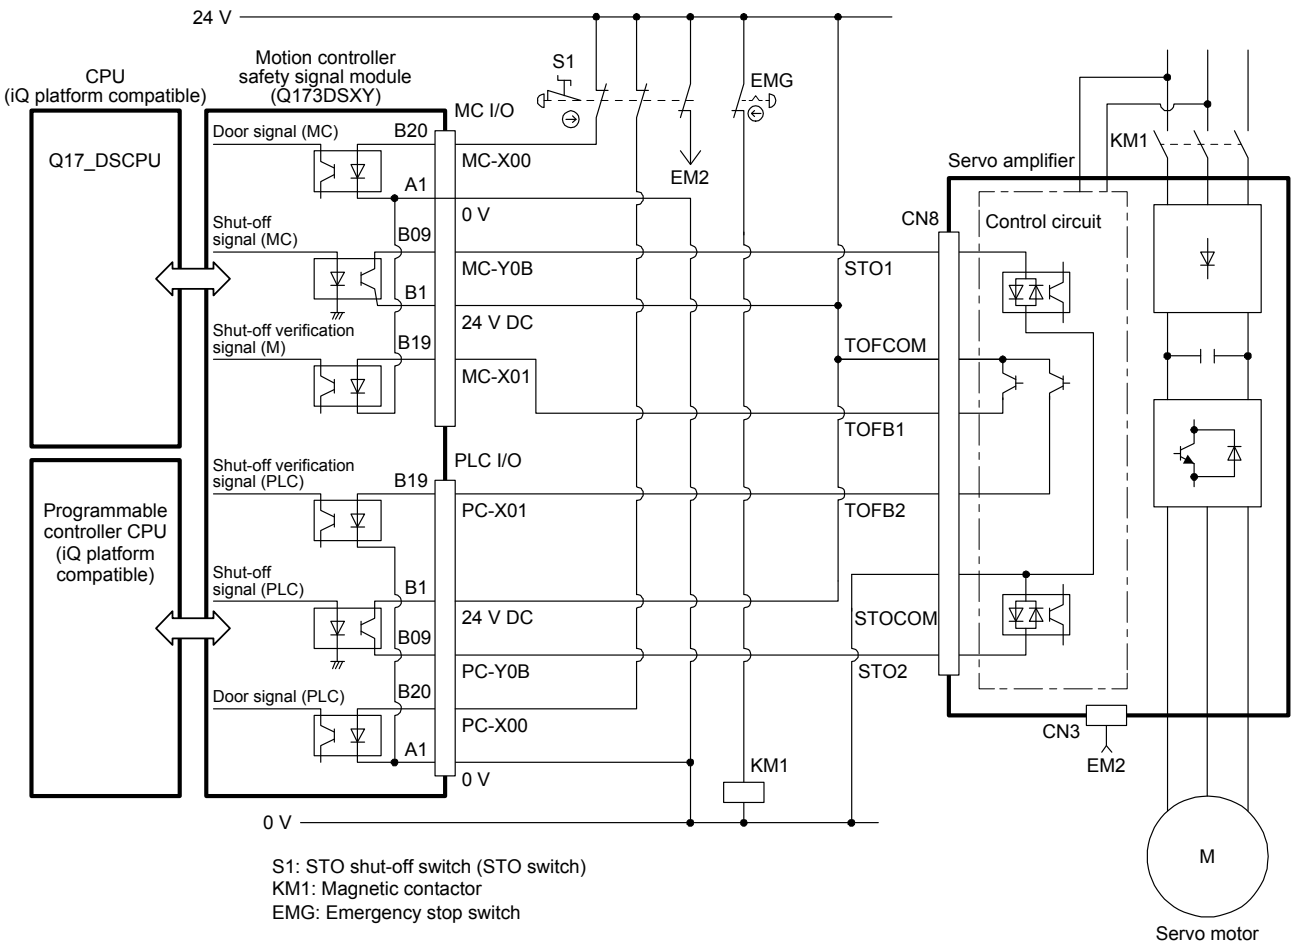 24 V
CPU
(iQ platform compatible)
Q17_DSCPU
Programmable
controller CPU
(iQ platform
compatible)
Motion controller
safety signal module
(Q173DSXY)
Door signal (MC)
Shut-off
signal (MC)
Shut-off verification
signal (M)
Shut-off verification
signal (PLC)
Shut-off
signal (PLC)
Door signal (PLC)
B20
A1
B09
B1
B19
B19
B1
B09
B20
A1
MC I/O
MC-X00
0 V
MC-Y0B
24 V DC
MC-X01
PLC I/O
PC-X01
24 V DC
PC-Y0B
PC-X00
0 V
S1
EM2
EMG
KM1
STO1
TOFCOM
TOFB1
TOFB2
STOCOM
STO2
CN8
Servo amplifier
Control circuit
KM1
CN3
EM2
M
Servo motor
0 V
S1: STO shut-off switch (STO switch)
KM1: Magnetic contactor
EMG: Emergency stop switch